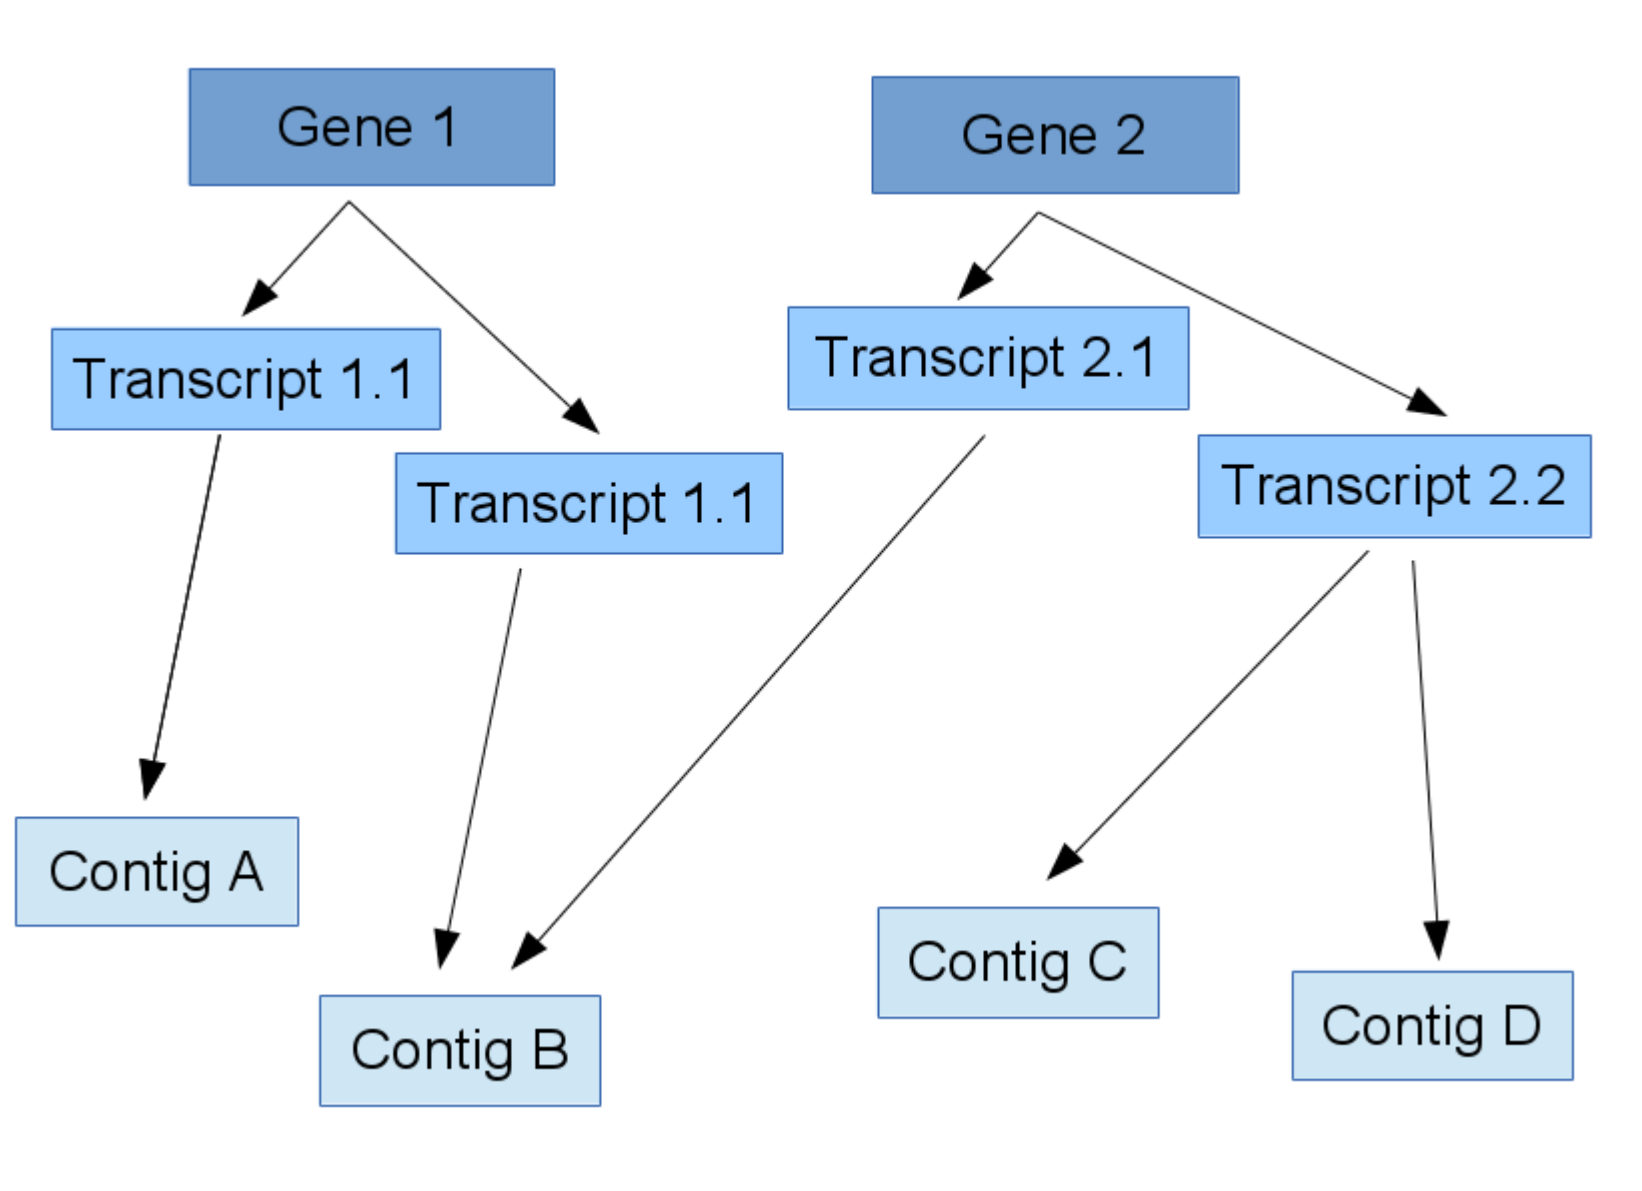 Gene 1
Gene 2
Transcript 1.1
Transcript 2.1
Transcript 1.1
Transcript 2.2
Contig A
Contig B
Contig C
Contig D